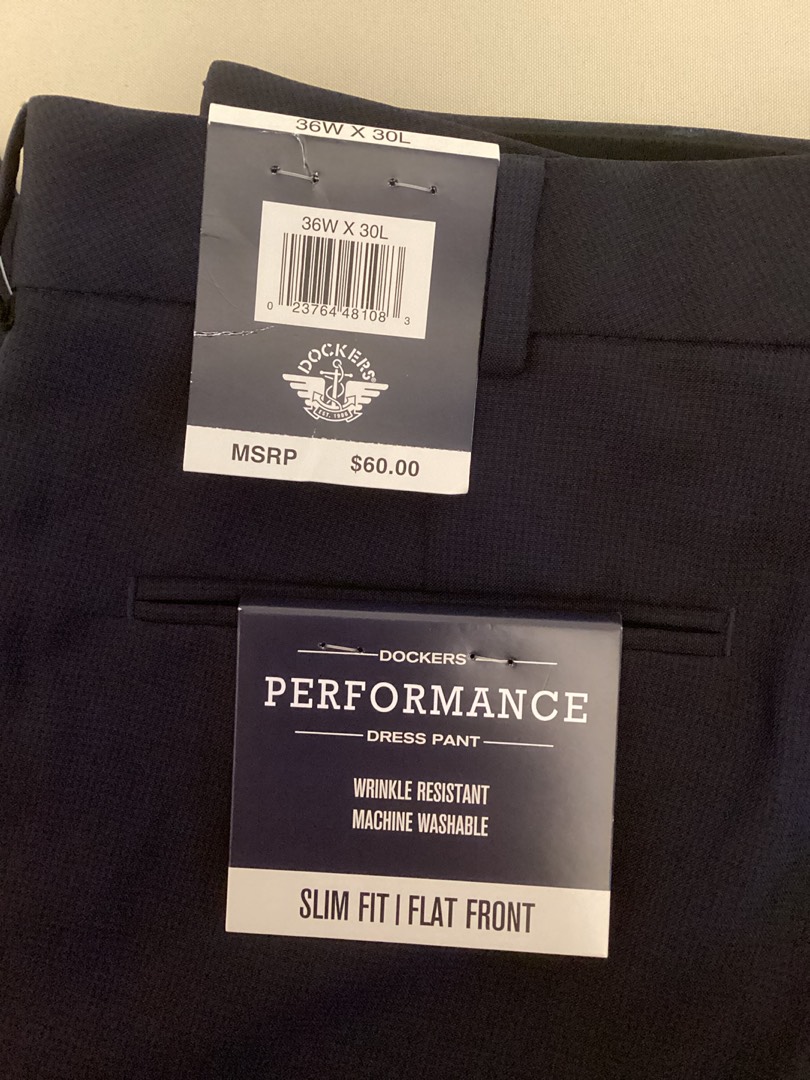 36W X 30L
36W X 30L
0 23764 48108 3
DOCKERS®
EST. 1986
MSRP $60.00
DOCKERS
PERFORMANCE
DRESS PANT
WRINKLE RESISTANT
MACHINE WASHABLE
SLIM FIT | FLAT FRONT